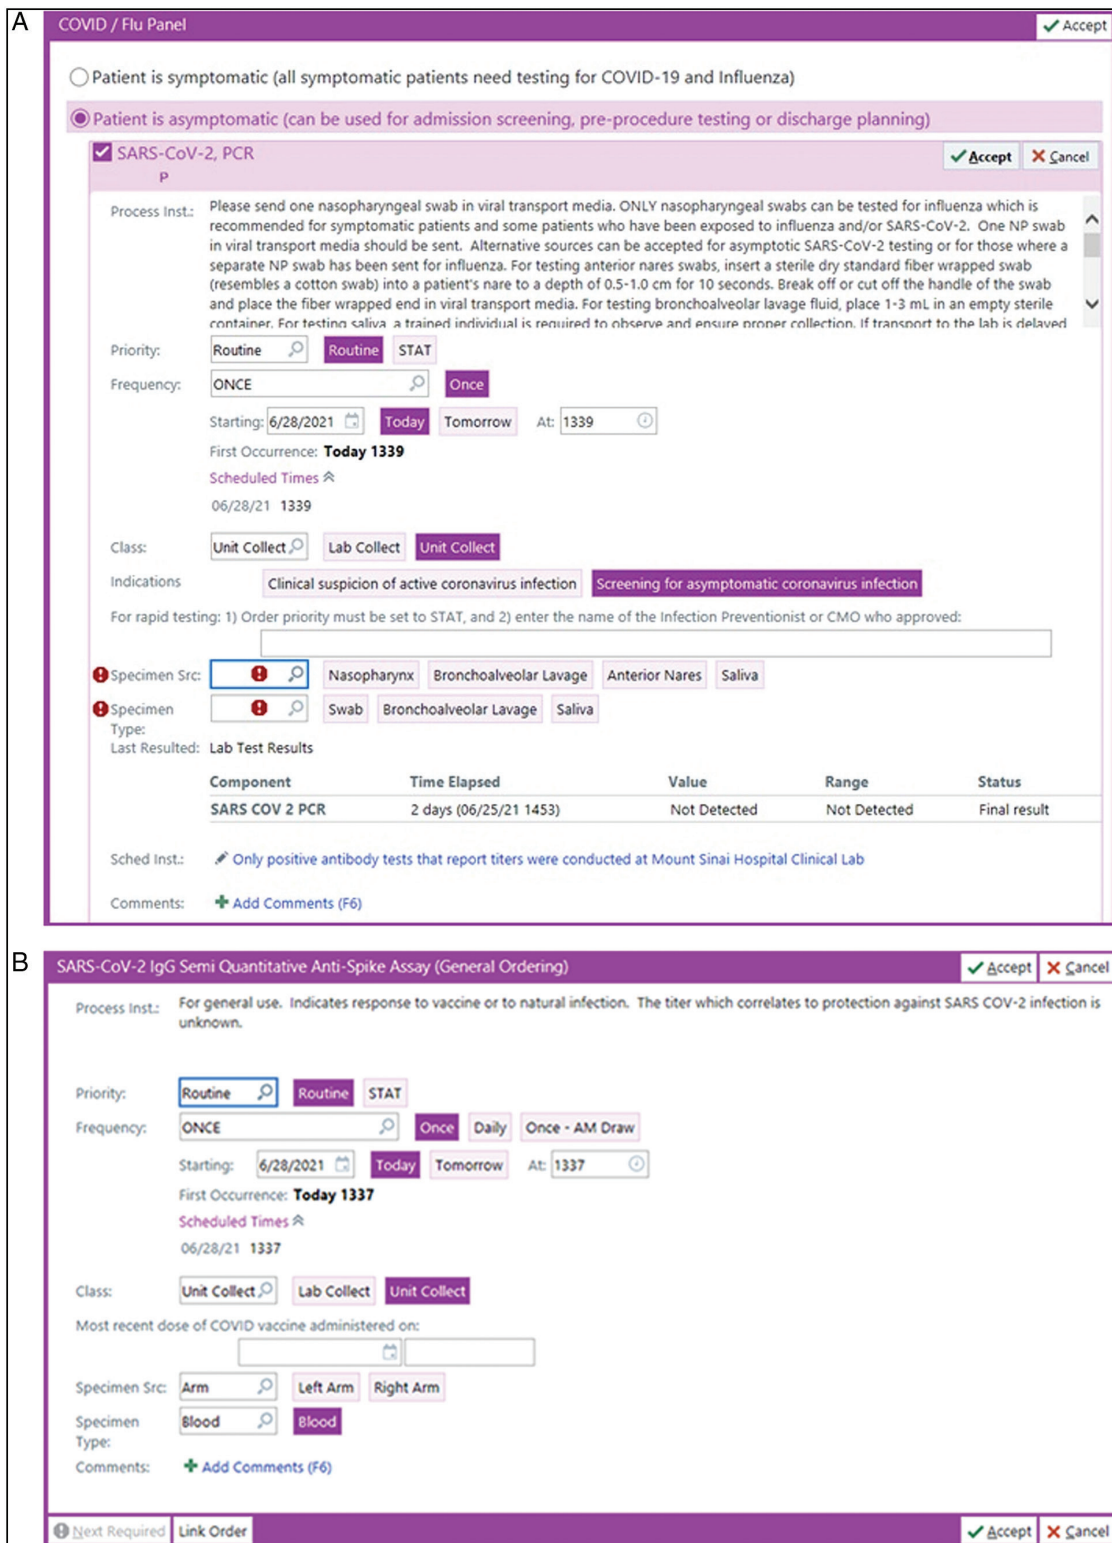 A
COVID / Flu Panel
Accept
Patient is symptomatic (all symptomatic patients need testing for COVID-19 and Influenza)
Patient is asymptomatic (can be used for admission screening, pre-procedure testing or discharge planning)
SARS-CoV-2, PCR
Accept Cancel
P
Process Inst.: Please send one nasopharyngeal swab in viral transport media. ONLY nasopharyngeal swabs can be tested for influenza which is
recommended for symptomatic patients and some patients who have been exposed to influenza and/or SARS-CoV-2. One NP swab
in viral transport media should be sent. Alternative sources can be accepted for asymptotic SARS-CoV-2 testing or for those where a
separate NP swab has been sent for influenza. For testing anterior nares swabs, insert a sterile dry standard fiber wrapped swab
(resembles a cotton swab) into a patient's nare to a depth of 0.5-1.0 cm for 10 seconds. Break off or cut off the handle of the swab
and place the fiber wrapped end in viral transport media. For testing bronchoalveolar lavage fluid, place 1-3 mL in an empty sterile
container. For testing saliva, a trained individual is required to observe and ensure proper collection. If transport to the lab is delayed
Priority: Routine Routine STAT
Frequency: ONCE Once
Starting: 6/28/2021 Today Tomorrow At: 1339
First Occurrence: Today 1339
Scheduled Times
06/28/21 1339
Class: Unit Collect Lab Collect Unit Collect
Indications Clinical suspicion of active coronavirus infection Screening for asymptomatic coronavirus infection
For rapid testing: 1) Order priority must be set to STAT, and 2) enter the name of the Infection Preventionist or CMO who approved:
Specimen Src: Nasopharynx Bronchoalveolar Lavage Anterior Nares Saliva
Specimen Swab Bronchoalveolar Lavage Saliva
Type:
Last Resulted: Lab Test Results
Component Time Elapsed Value Range Status
SARS COV 2 PCR 2 days (06/25/21 1453) Not Detected Not Detected Final result
Sched Inst.: Only positive antibody tests that report titers were conducted at Mount Sinai Hospital Clinical Lab
Comments: Add Comments (F6)
B
SARS-CoV-2 IgG Semi Quantitative Anti-Spike Assay (General Ordering)
Accept Cancel
Process Inst.: For general use. Indicates response to vaccine or to natural infection. The titer which correlates to protection against SARS COV-2 infection is
unknown.
Priority: Routine Routine STAT
Frequency: ONCE Once Daily Once - AM Draw
Starting: 6/28/2021 Today Tomorrow At: 1337
First Occurrence: Today 1337
Scheduled Times
06/28/21 1337
Class: Unit Collect Lab Collect Unit Collect
Most recent dose of COVID vaccine administered on:
Specimen Src: Arm Left Arm Right Arm
Specimen Blood Blood
Type:
Comments: Add Comments (F6)
Next Required Link Order Accept Cancel